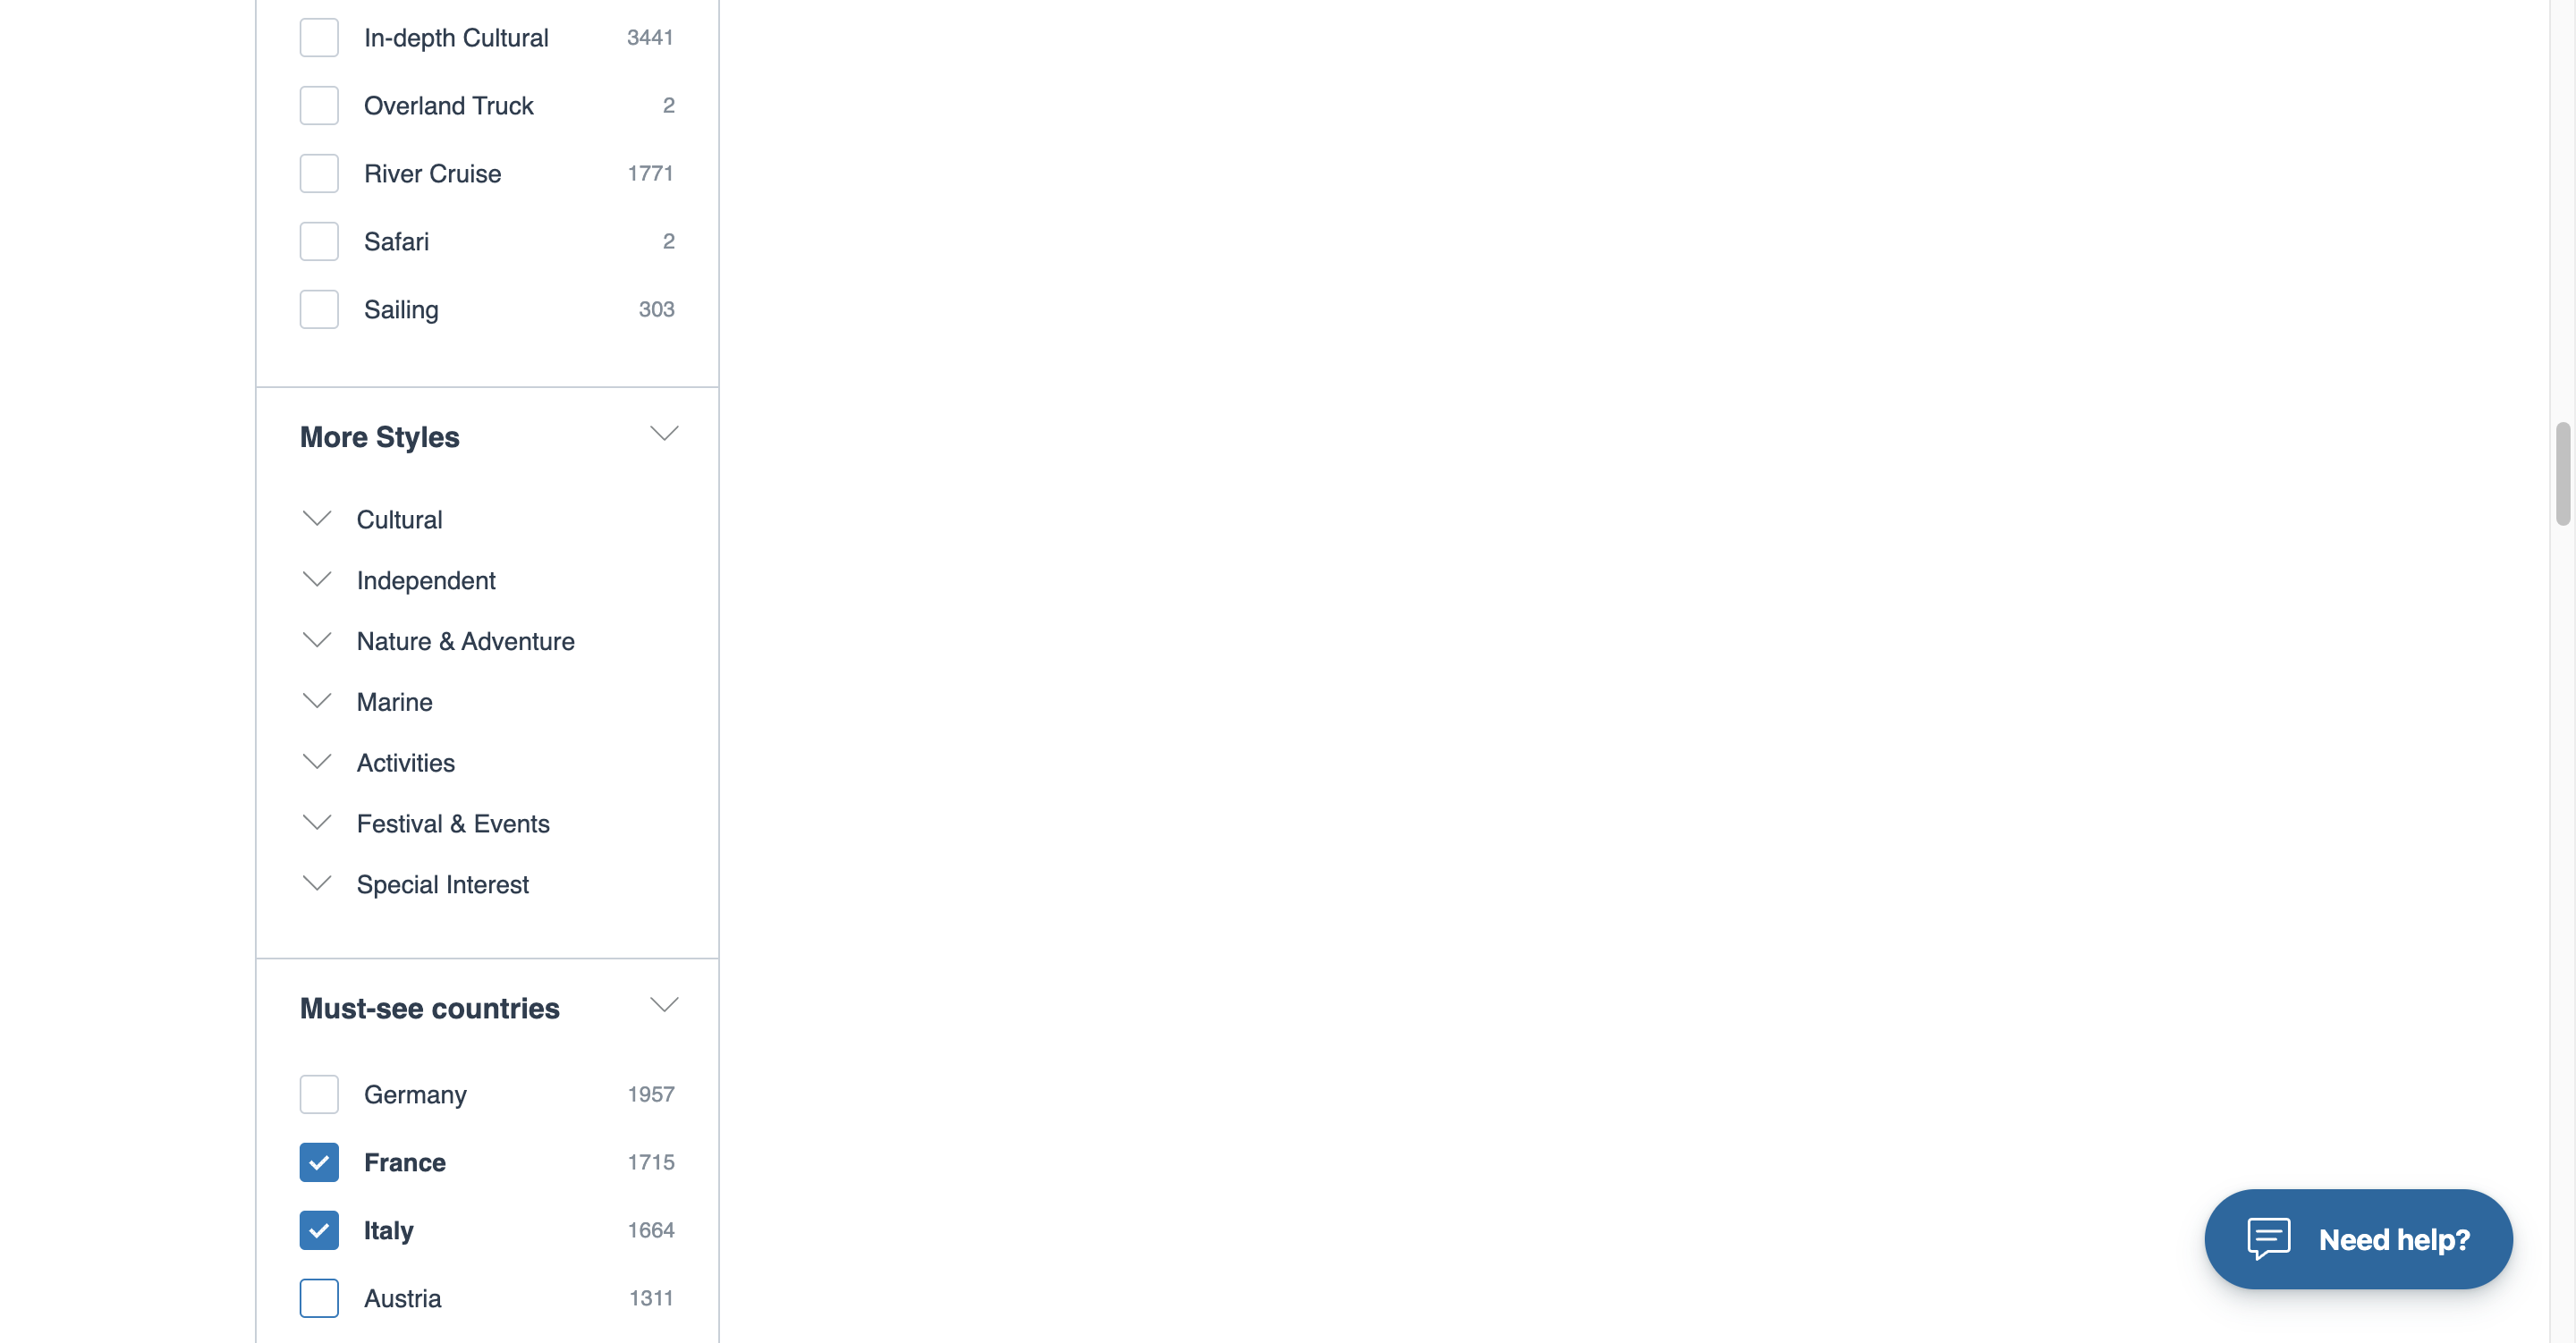 In-depth Cultural 3441
Overland Truck 2
River Cruise 1771
Safari 2
Sailing 303
More Styles
Cultural
Independent
Nature & Adventure
Marine
Activities
Festival & Events
Special Interest
Must-see countries
Germany 1957
France 1715
Italy 1664
Austria 1311
Need help?